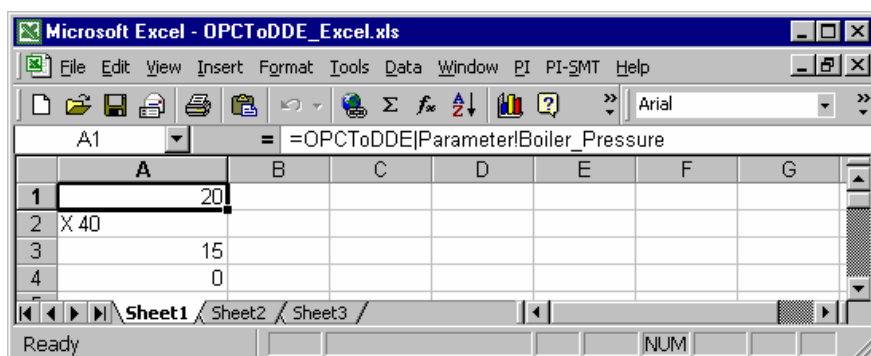 Microsoft Excel - OPCToDDE_Excel.xls
File Edit View Insert Format Tools Data Window PI PI-SMT Help
Arial
A1 = =OPCToDDE|Parameter!Boiler_Pressure
A B C D E F G
1 20
2 X 40
3 15
4 0
Sheet1 Sheet2 Sheet3
Ready NUM